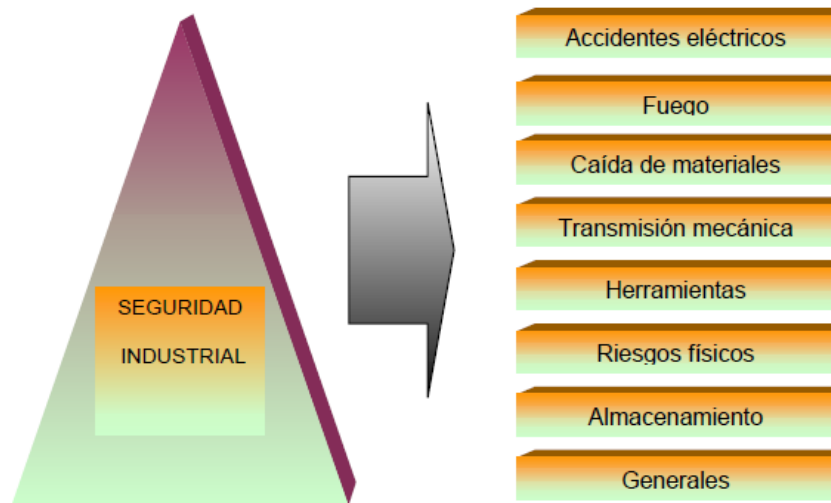 SEGURIDAD
INDUSTRIAL
Accidentes eléctricos
Fuego
Caída de materiales
Transmisión mecánica
Herramientas
Riesgos físicos
Almacenamiento
Generales